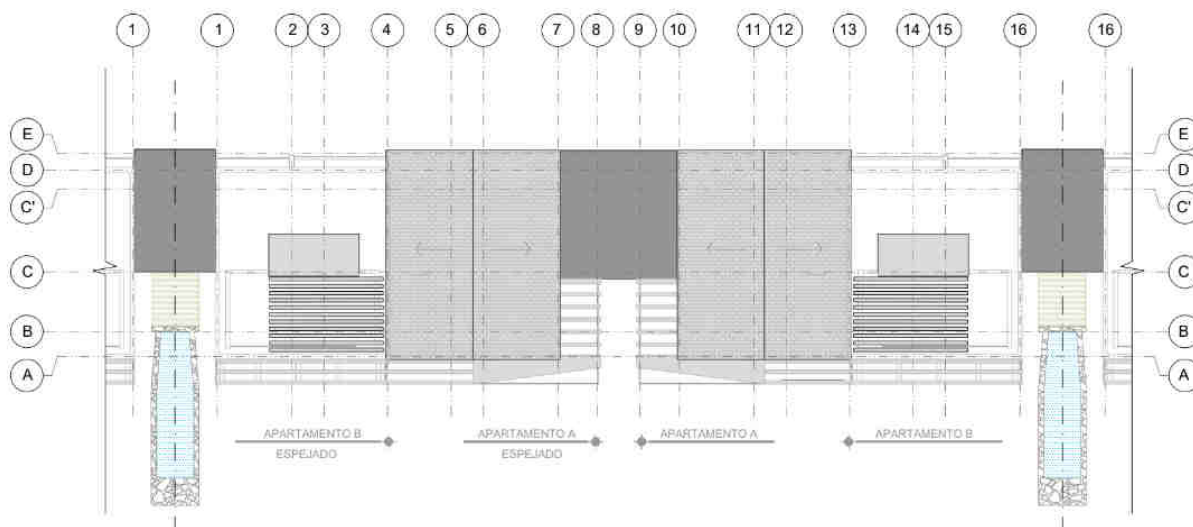 1 1 2 3 4 5 6 7 8 9 10 11 12 13 14 15 16 16
E E
D D
C' C'
C C
B B
A A
APARTAMENTO B APARTAMENTO A APARTAMENTO A APARTAMENTO B
ESPEJADO ESPEJADO